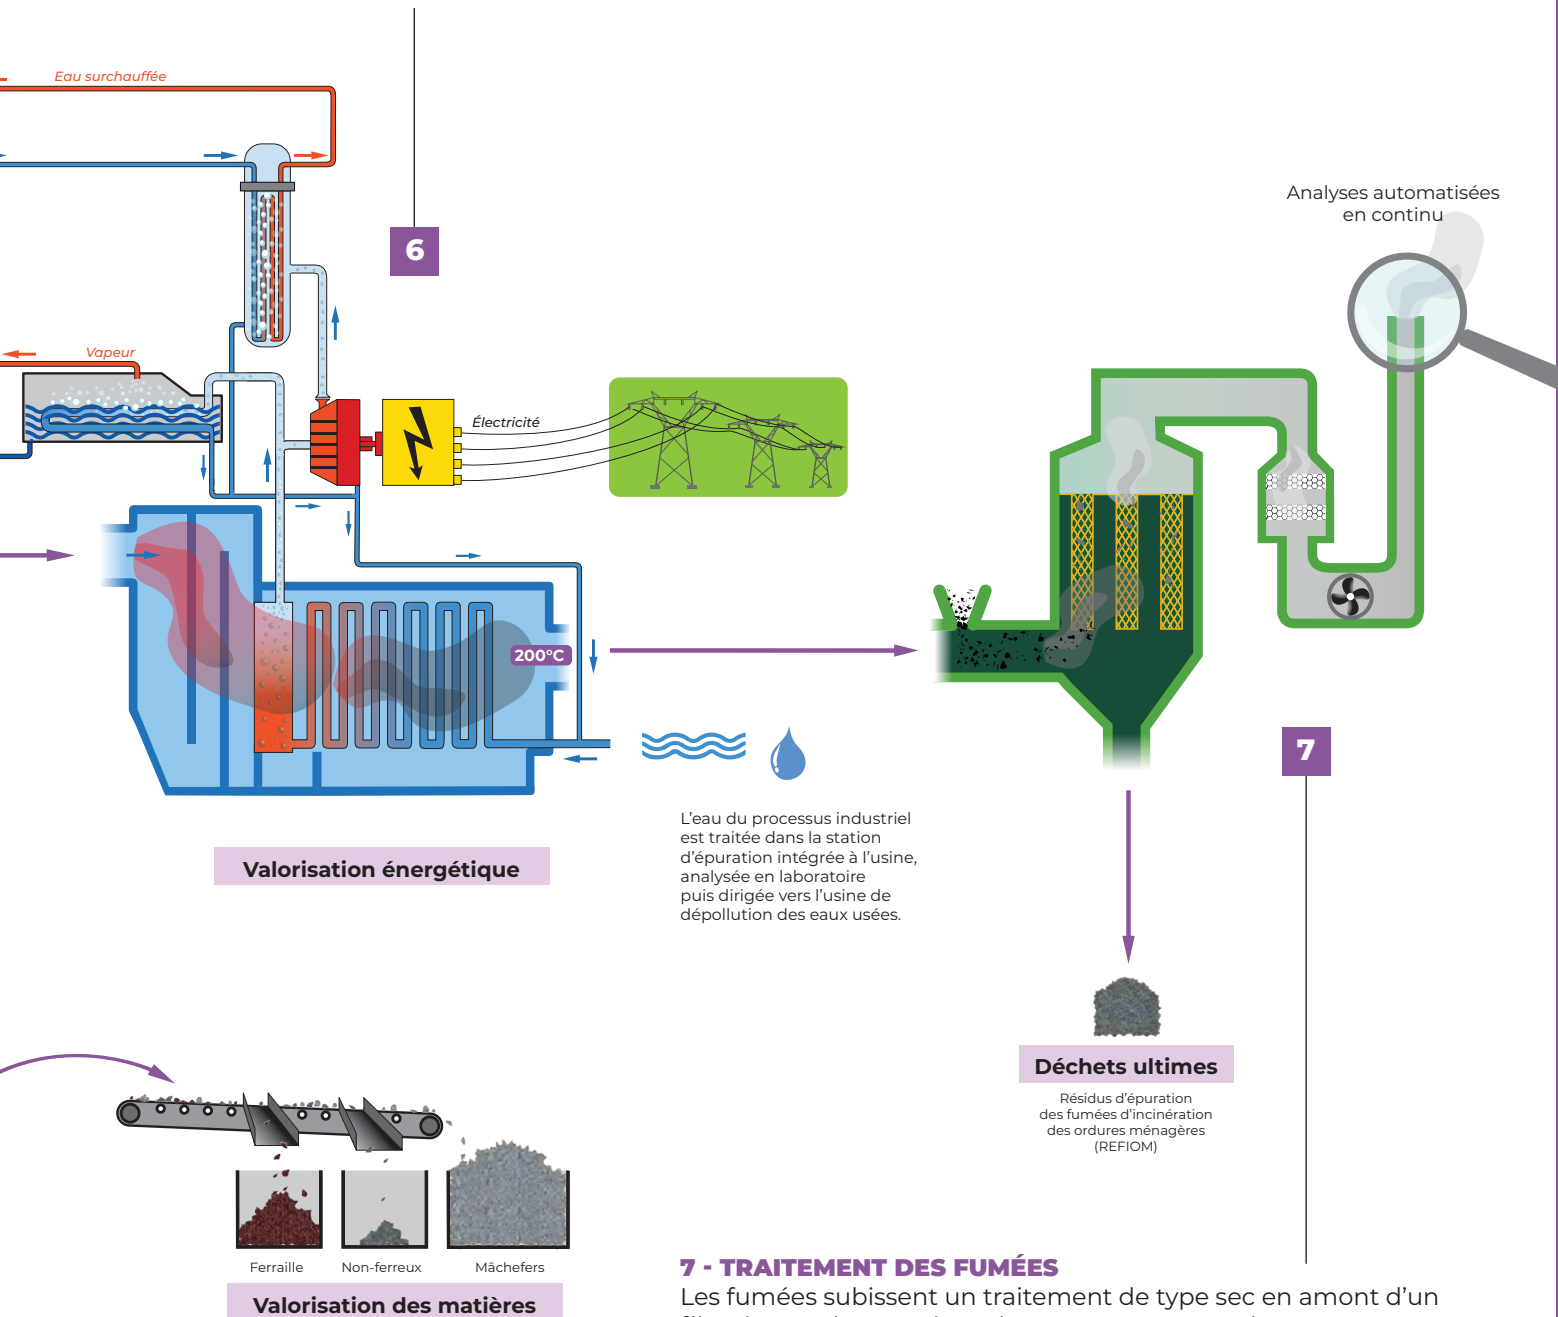 Eau surchauffée
6
Analyses automatisées
en continu
Vapeur
Électricité
200°C
7
L’eau du processus industriel
est traitée dans la station
d’épuration intégrée à l’usine,
analysée en laboratoire
puis dirigée vers l’usine de
dépollution des eaux usées.
Valorisation énergétique
Déchets ultimes
Résidus d’épuration
des fumées d’incinération
des ordures ménagères
(REFIOM)
Ferraille
Non-ferreux
Mâchefers
Valorisation des matières
7 - TRAITEMENT DES FUMÉES
Les fumées subissent un traitement de type sec en amont d’un